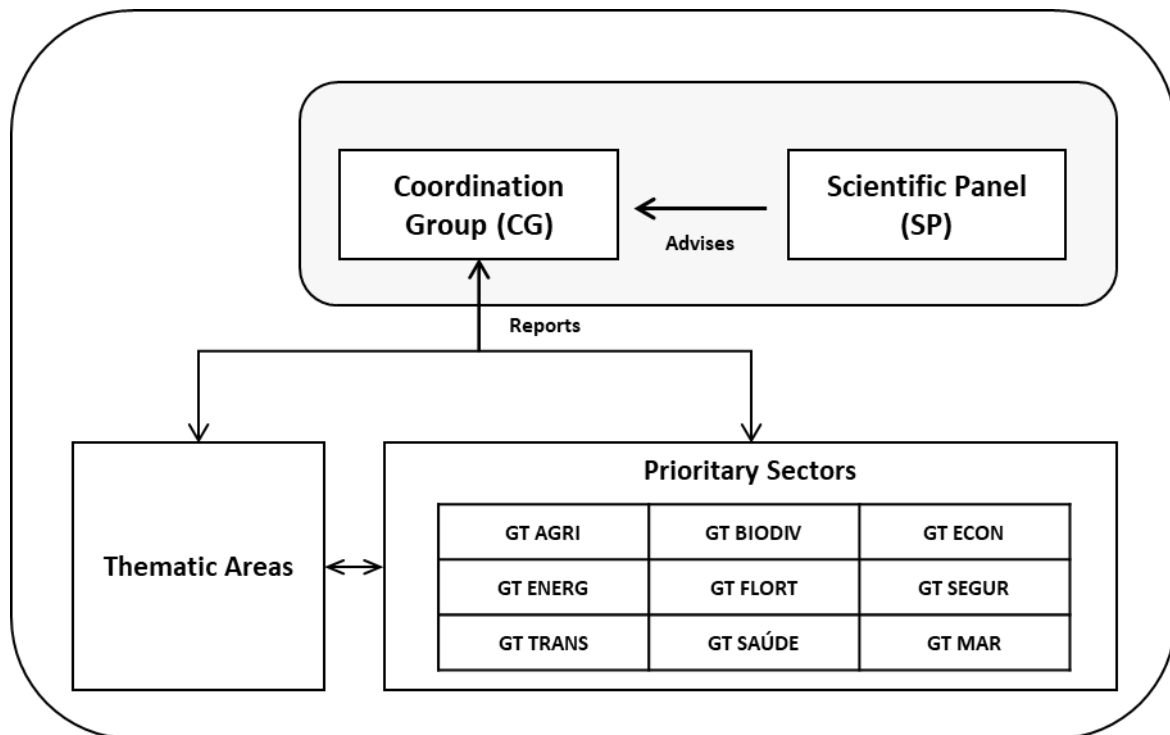 Coordination
Group (CG)
Scientific Panel
(SP)
Advises
Reports
Thematic Areas
Prioritary Sectors
GT AGRI
GT BIODIV
GT ECON
GT ENERG
GT FLORT
GT SEGUR
GT TRANS
GT SAÚDE
GT MAR